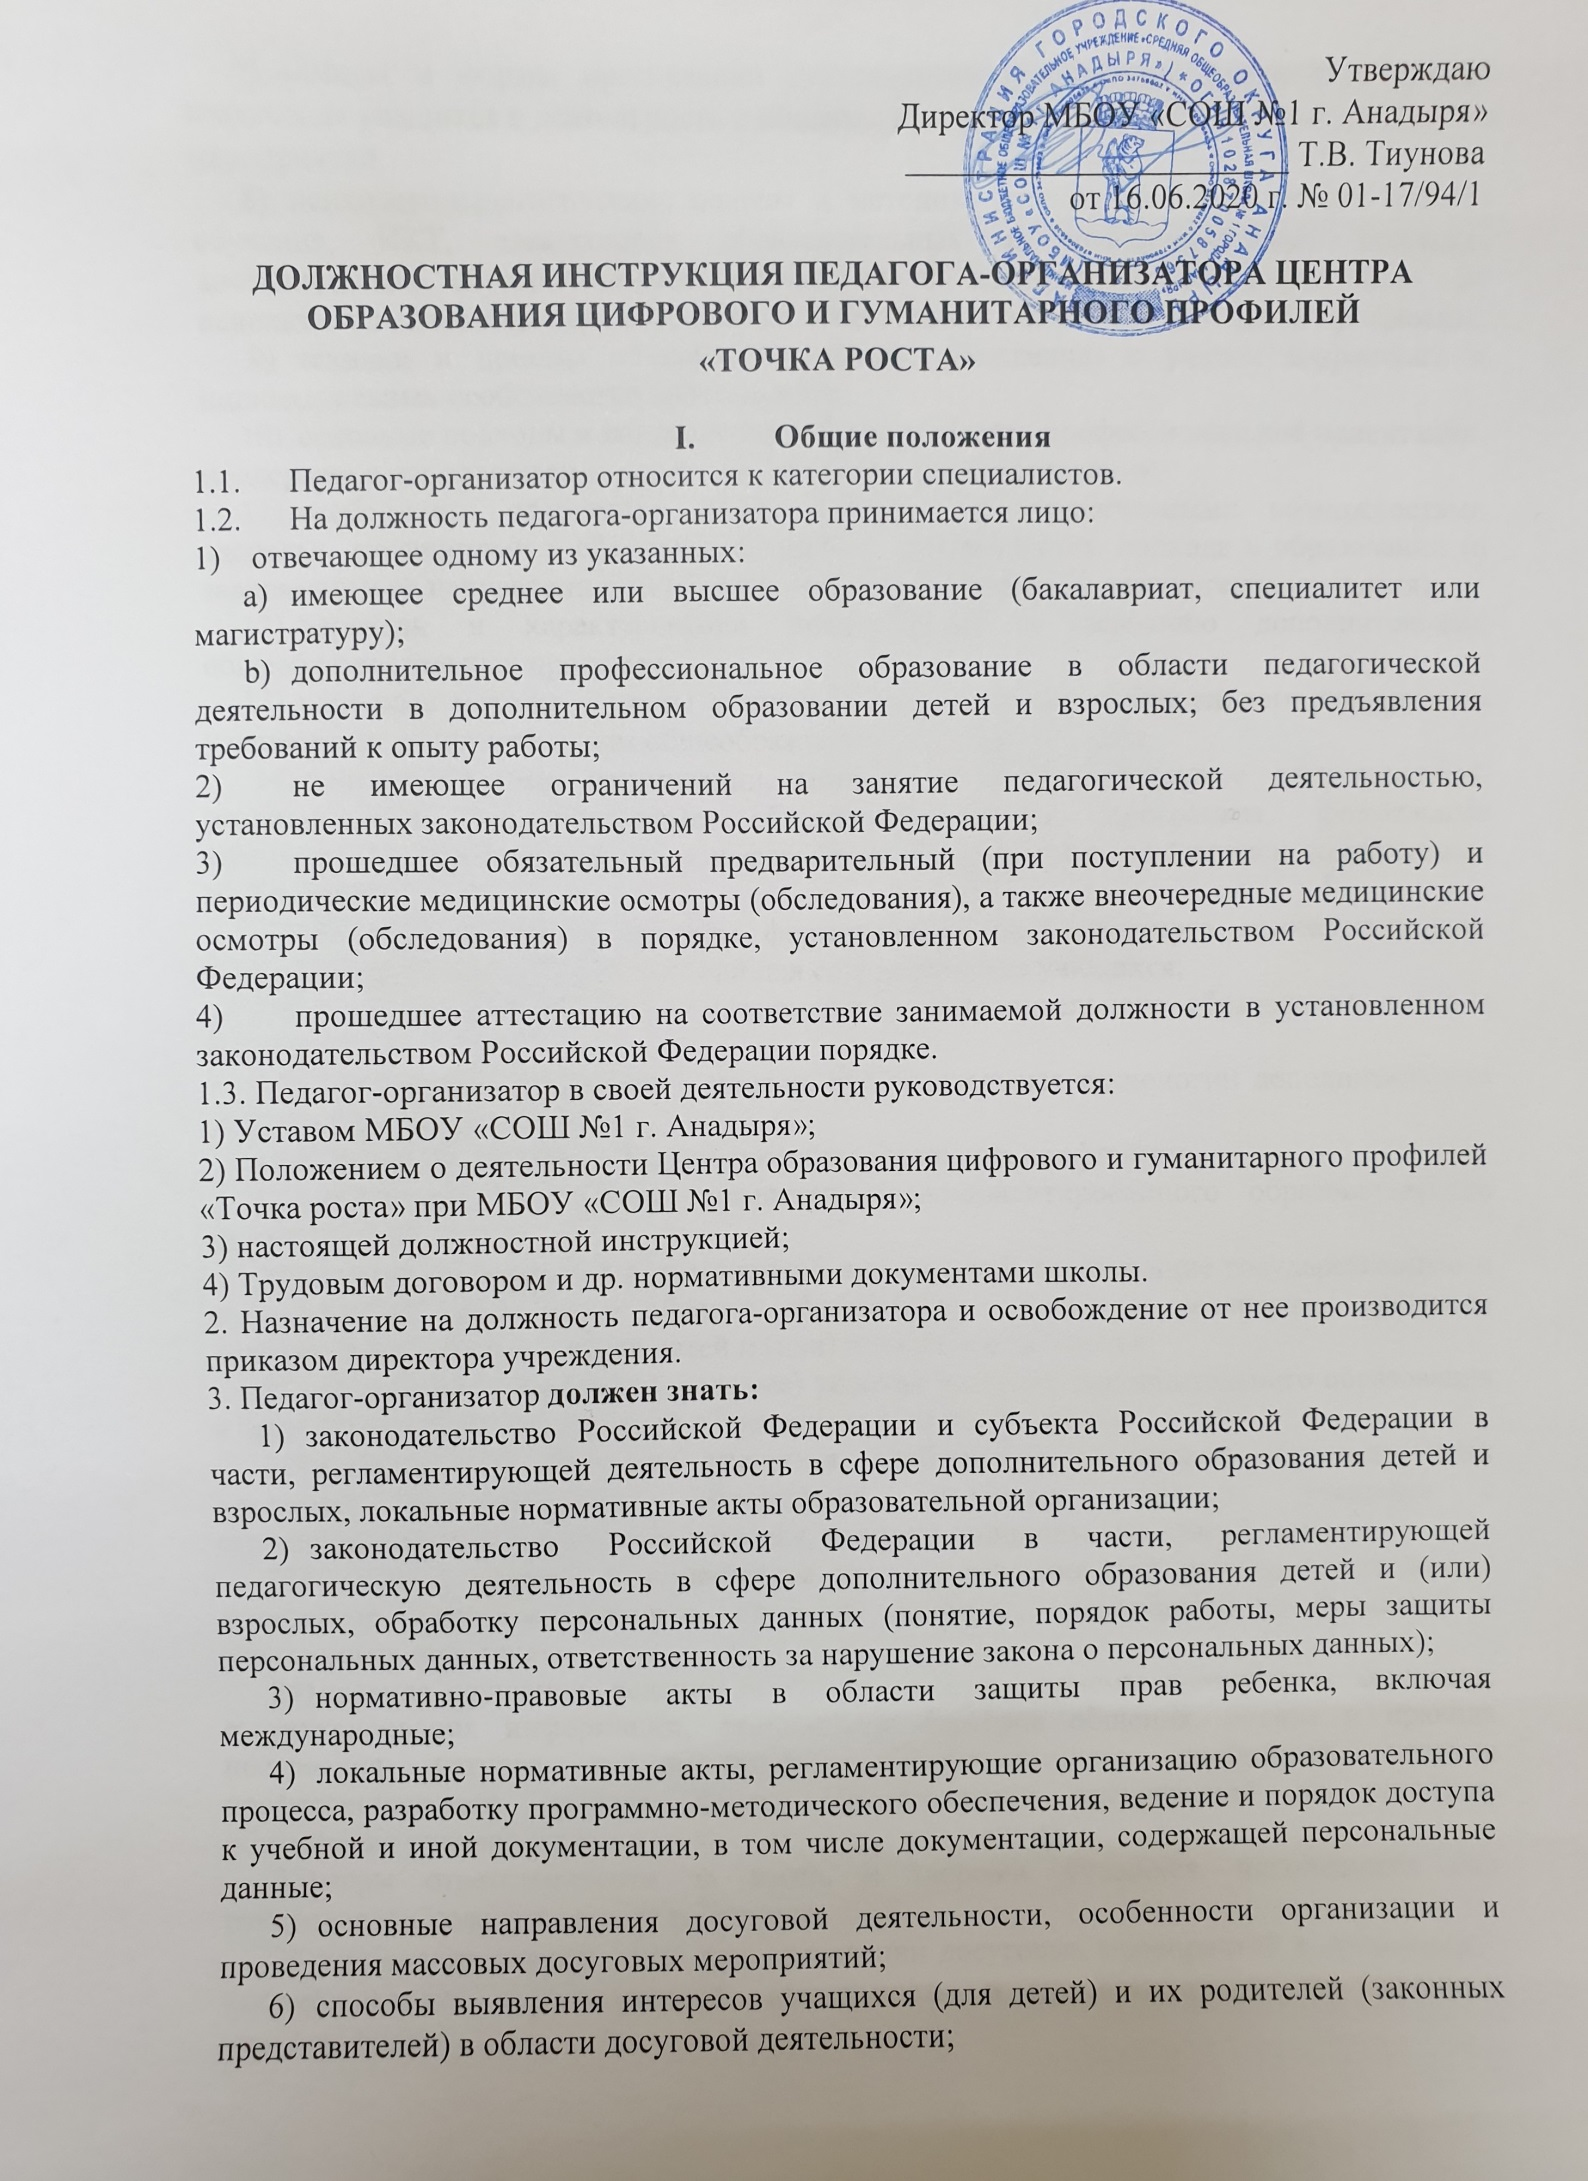 Утверждаю
Директор МБОУ «СОШ №1 г. Анадыря»
Т.В. Тиунова
от 16.06.2020 г. № 01-17/94/1
ДОЛЖНОСТНАЯ ИНСТРУКЦИЯ ПЕДАГОГА-ОРГАНИЗАТОРА ЦЕНТРА
ОБРАЗОВАНИЯ ЦИФРОВОГО И ГУМАНИТАРНОГО ПРОФИЛЕЙ
«ТОЧКА РОСТА»
I. Общие положения
1.1. Педагог-организатор относится к категории специалистов.
1.2. На должность педагога-организатора принимается лицо:
1) отвечающее одному из указанных:
a) имеющее среднее или высшее образование (бакалавриат, специалитет или
магистратуру);
b) дополнительное профессиональное образование в области педагогической
деятельности в дополнительном образовании детей и взрослых; без предъявления
требований к опыту работы;
2) не имеющее ограничений на занятие педагогической деятельностью,
установленных законодательством Российской Федерации;
3) прошедшее обязательный предварительный (при поступлении на работу) и
периодические медицинские осмотры (обследования), а также внеочередные медицинские
осмотры (обследования) в порядке, установленном законодательством Российской
Федерации;
4) прошедшее аттестацию на соответствие занимаемой должности в установленном
законодательством Российской Федерации порядке.
1.3. Педагог-организатор в своей деятельности руководствуется:
1) Уставом МБОУ «СОШ №1 г. Анадыря»;
2) Положением о деятельности Центра образования цифрового и гуманитарного профилей
«Точка роста» при МБОУ «СОШ №1 г. Анадыря»;
3) настоящей должностной инструкцией;
4) Трудовым договором и др. нормативными документами школы.
2. Назначение на должность педагога-организатора и освобождение от нее производится
приказом директора учреждения.
3. Педагог-организатор должен знать:
1) законодательство Российской Федерации и субъекта Российской Федерации в
части, регламентирующей деятельность в сфере дополнительного образования детей и
взрослых, локальные нормативные акты образовательной организации;
2) законодательство Российской Федерации в части, регламентирующей
педагогическую деятельность в сфере дополнительного образования детей и (или)
взрослых, обработку персональных данных (понятие, порядок работы, меры защиты
персональных данных, ответственность за нарушение закона о персональных данных);
3) нормативно-правовые акты в области защиты прав ребенка, включая
международные;
4) локальные нормативные акты, регламентирующие организацию образовательного
процесса, разработку программно-методического обеспечения, ведение и порядок доступа
к учебной и иной документации, в том числе документации, содержащей персональные
данные;
5) основные направления досуговой деятельности, особенности организации и
проведения массовых досуговых мероприятий;
6) способы выявления интересов учащихся (для детей) и их родителей (законных
представителей) в области досуговой деятельности;